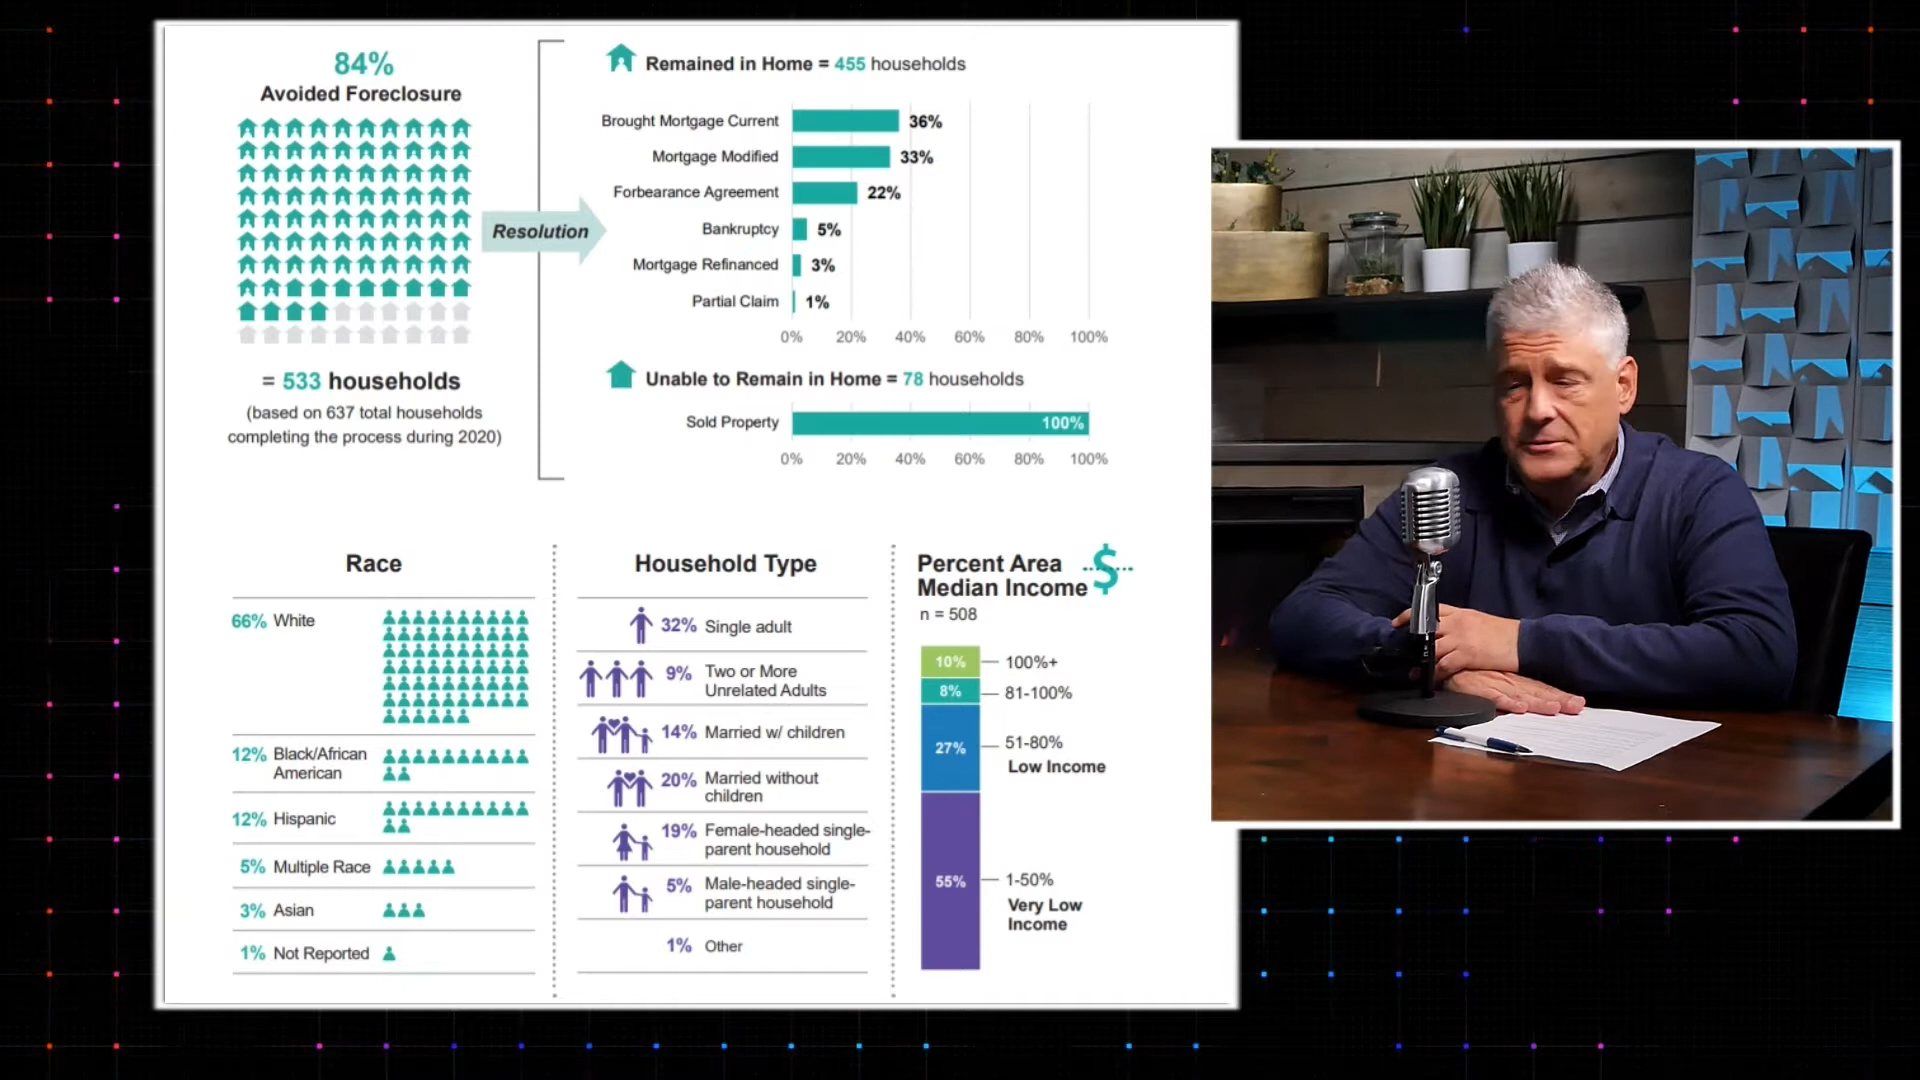 84%
Avoided Foreclosure
= 533 households
(based on 637 total households
completing the process during 2020)
Resolution
Remained in Home = 455 households
Brought Mortgage Current 36%
Mortgage Modified 33%
Forbearance Agreement 22%
Bankruptcy 5%
Mortgage Refinanced 3%
Partial Claim 1%
0% 20% 40% 60% 80% 100%
Unable to Remain in Home = 78 households
Sold Property 100%
0% 20% 40% 60% 80% 100%
Race
66% White
12% Black/African
American
12% Hispanic
5% Multiple Race
3% Asian
1% Not Reported
Household Type
32% Single adult
9% Two or More
Unrelated Adults
14% Married w/ children
20% Married without
children
19% Female-headed single-
parent household
5% Male-headed single-
parent household
1% Other
Percent Area
Median Income $
n = 508
10% 100%+
8% 81-100%
27% 51-80%
Low Income
55% 1-50%
Very Low
Income